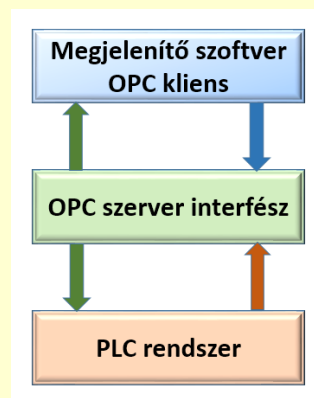 Megjelenítő szoftver
OPC kliens
OPC szerver interfész
PLC rendszer